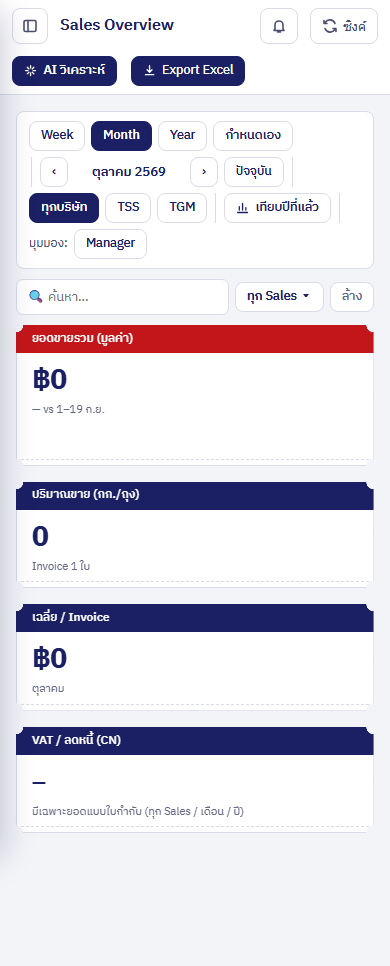 Sales Overview
ซิงค์
AI วิเคราะห์
Export Excel
Week Month Year กำหนดเอง
‹ ตุลาคม 2569 › ปัจจุบัน
ทุกบริษัท TSS TGM เทียบปีที่แล้ว
มุมมอง: Manager
ค้นหา... ทุก Sales ล้าง
ยอดขายรวม (มูลค่า)
฿0
— vs 1–19 ก.ย.
ปริมาณขาย (กก./ถุง)
0
Invoice 1 ใบ
เฉลี่ย / Invoice
฿0
ตุลาคม
VAT / ลดหนี้ (CN)
—
มีเฉพาะยอดแบบใบกำกับ (ทุก Sales / เดือน / ปี)